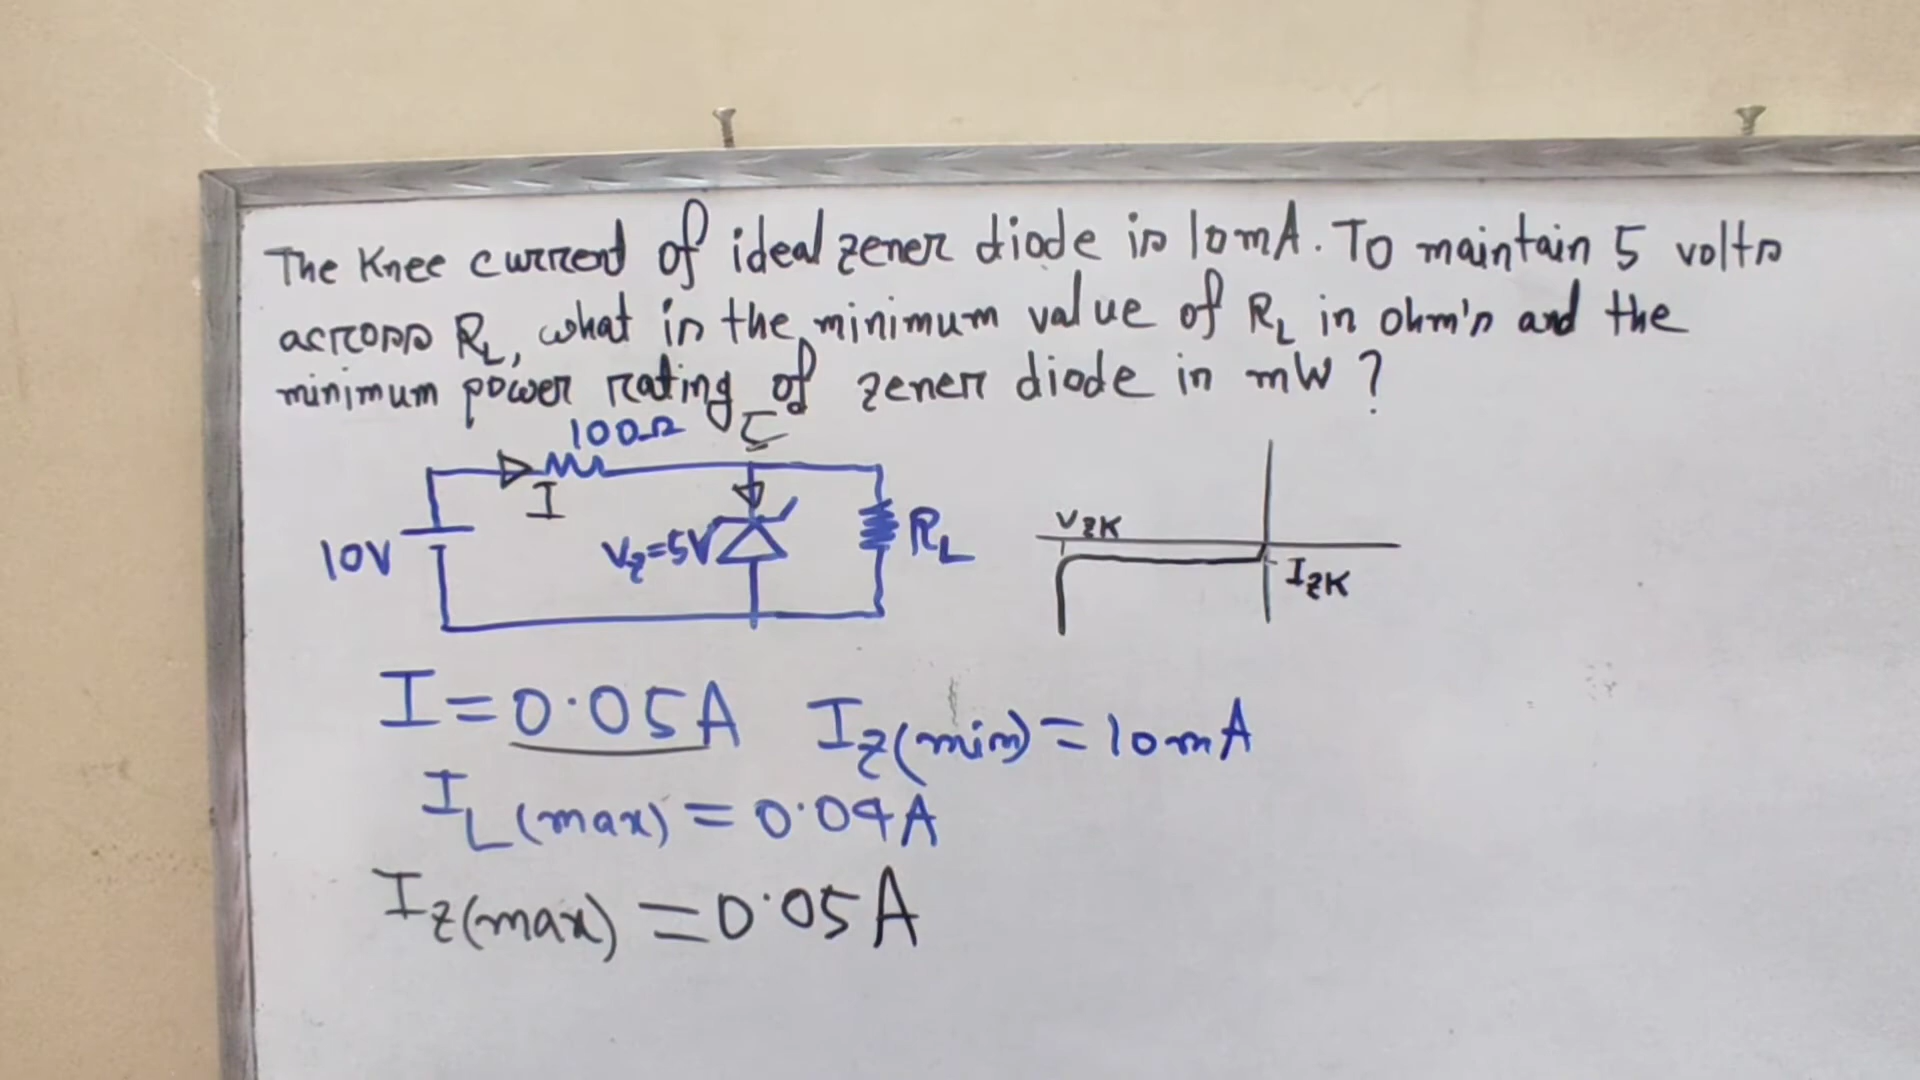 The Knee current of ideal zener diode is 10mA. To maintain 5 volts
across RL, what is the minimum value of RL in ohm's and the
minimum power rating of zener diode in mW ?
100Ω
I
10V
Vz=5V
RL
VZK
IZK
I=0.05A Iz(min)=10mA
IL(max)=0.04A
Iz(max)=0.05A